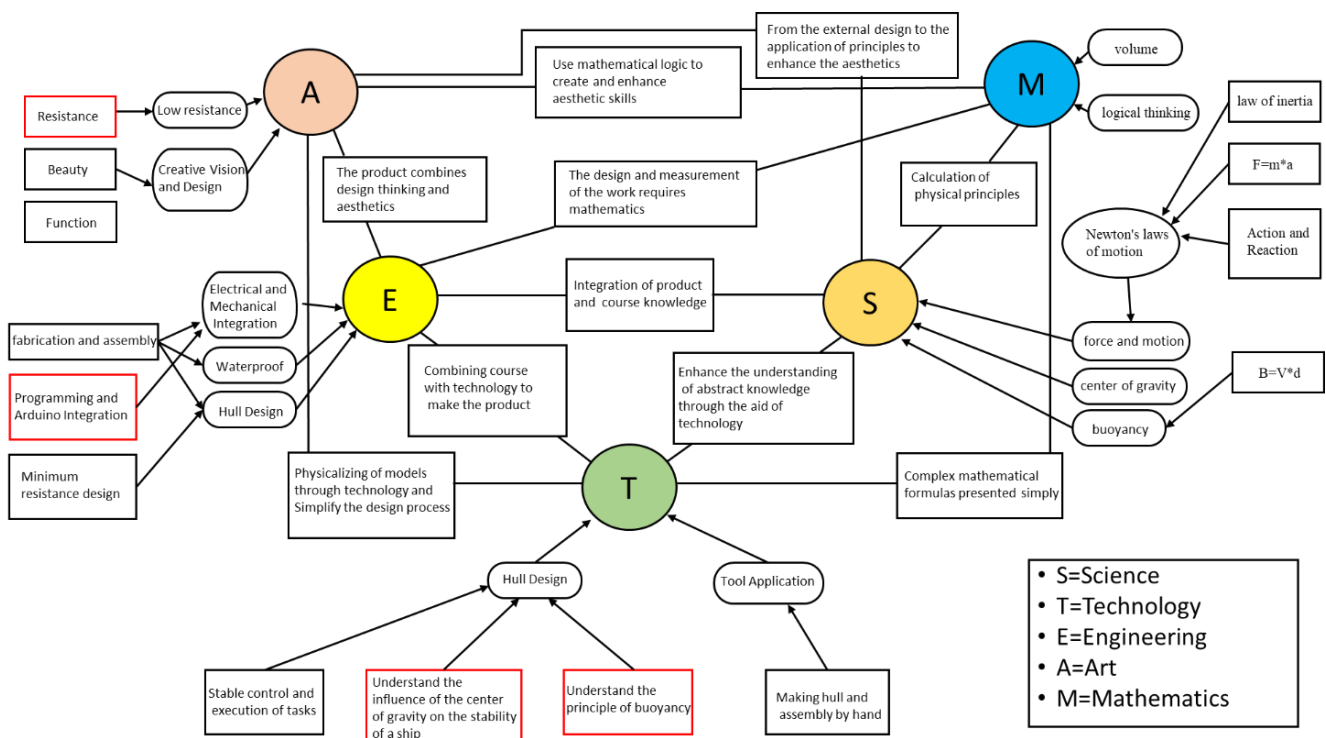 From the external design to the
application of principles to
enhance the aesthetics
Use mathematical logic to
create and enhance
aesthetic skills
A
M
volume
logical thinking
law of inertia
Resistance
Low resistance
Beauty
Creative Vision
and Design
Function
The product combines
design thinking and
aesthetics
The design and measurement
of the work requires
mathematics
Calculation of
physical principles
F=m*a
Newton's laws
of motion
Action and
Reaction
E
S
Electrical and
Mechanical
Integration
Integration of product
and course knowledge
fabrication and assembly
Waterproof
Programming and
Arduino Integration
Hull Design
Minimum
resistance design
Combining course
with technology to
make the product
Enhance the understanding
of abstract knowledge
through the aid of
technology
force and motion
center of gravity
buoyancy
B=V*d
Physicalizing of models
through technology and
Simplify the design process
T
Complex mathematical
formulas presented simply
Hull Design
Tool Application
Stable control and
execution of tasks
Understand the
influence of the center
of gravity on the stability
of a ship
Understand the
principle of buoyancy
Making hull and
assembly by hand
• S=Science
• T=Technology
• E=Engineering
• A=Art
• M=Mathematics